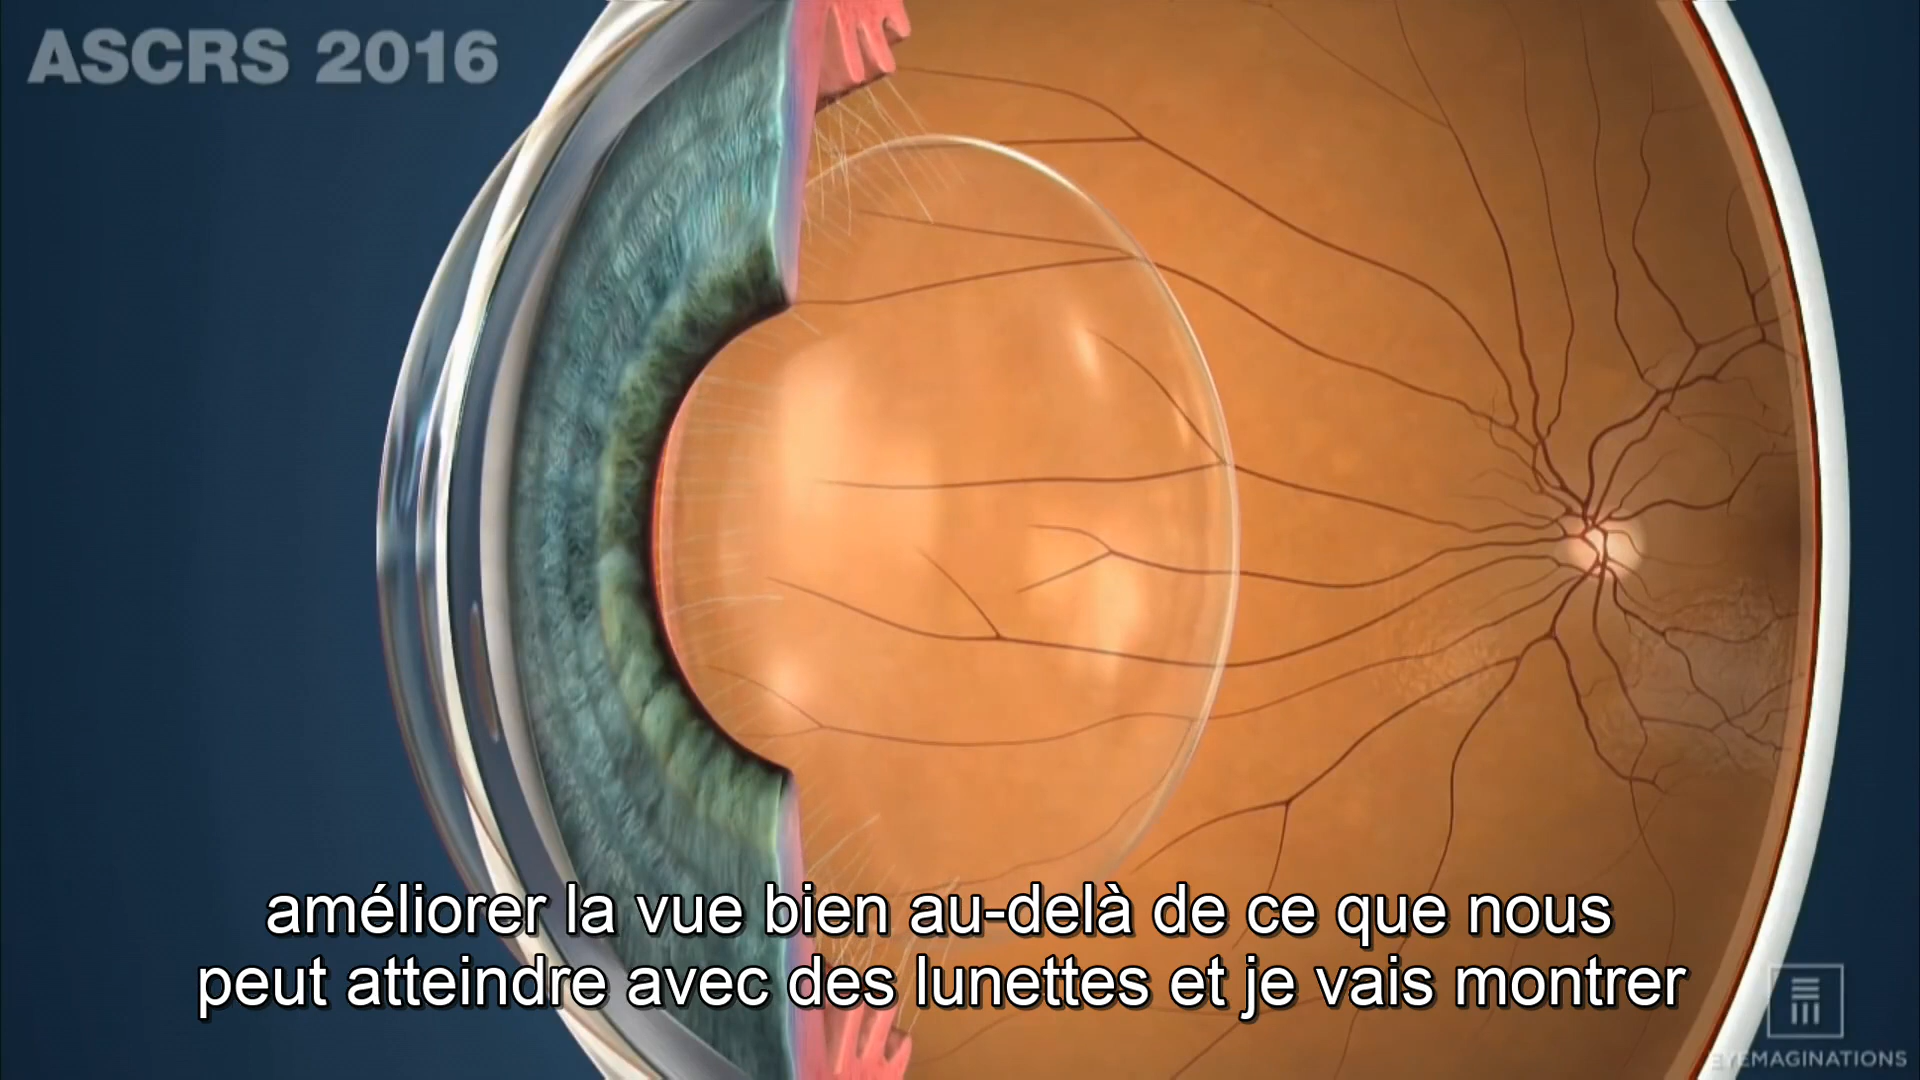 ASCRS 2016
améliorer la vue bien au-delà de ce que nous
peut atteindre avec des lunettes et je vais montrer
EYEMAGINATIONS